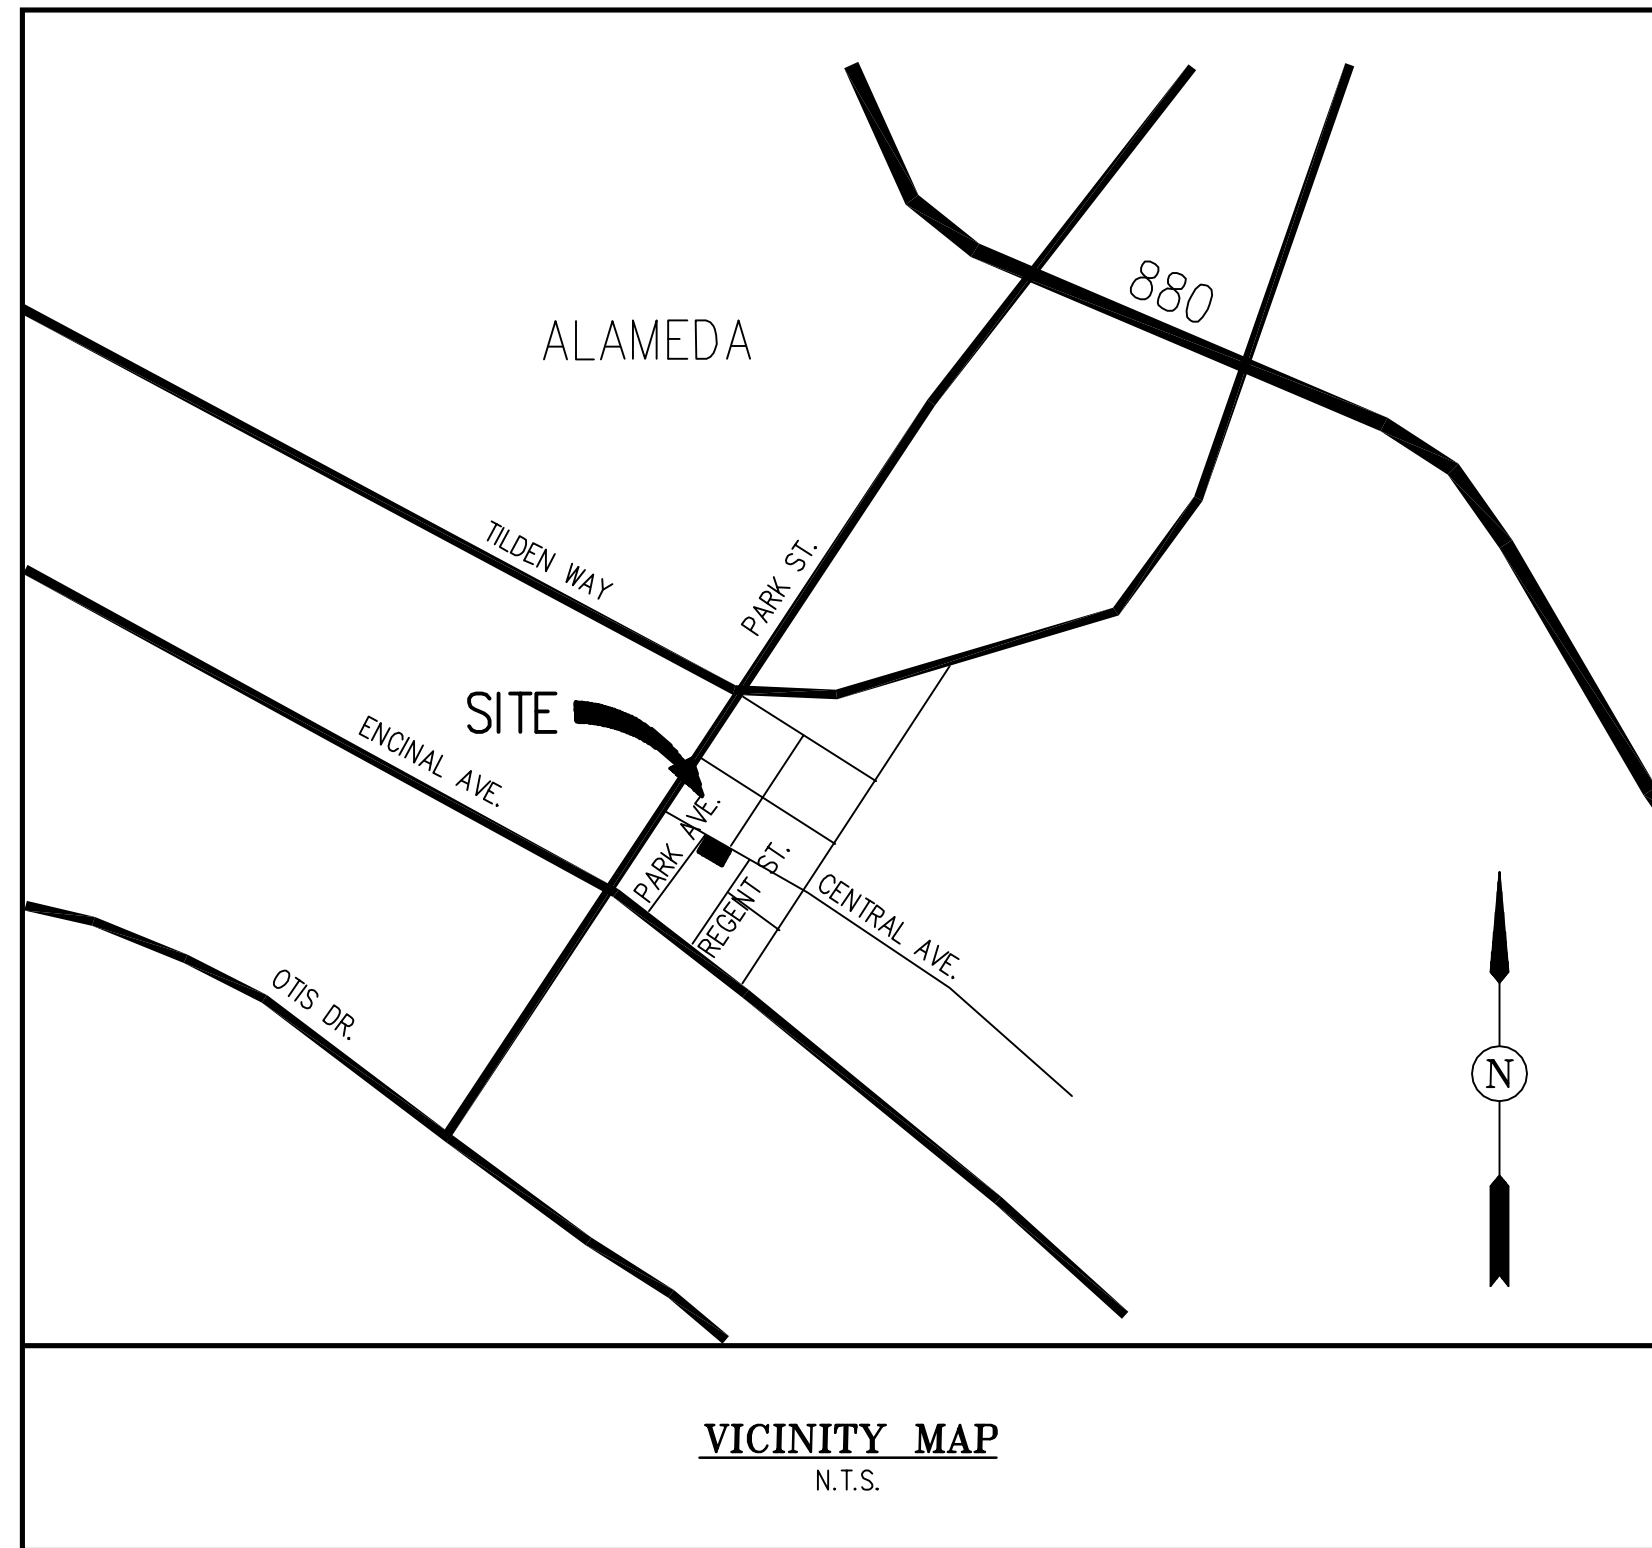 880
ALAMEDA
TILDEN WAY
PARK ST.
SITE
ENCINAL AVE.
PARK AVE.
REGENT ST.
CENTRAL AVE.
OTIS DR.
N
VICINITY MAP
N.T.S.